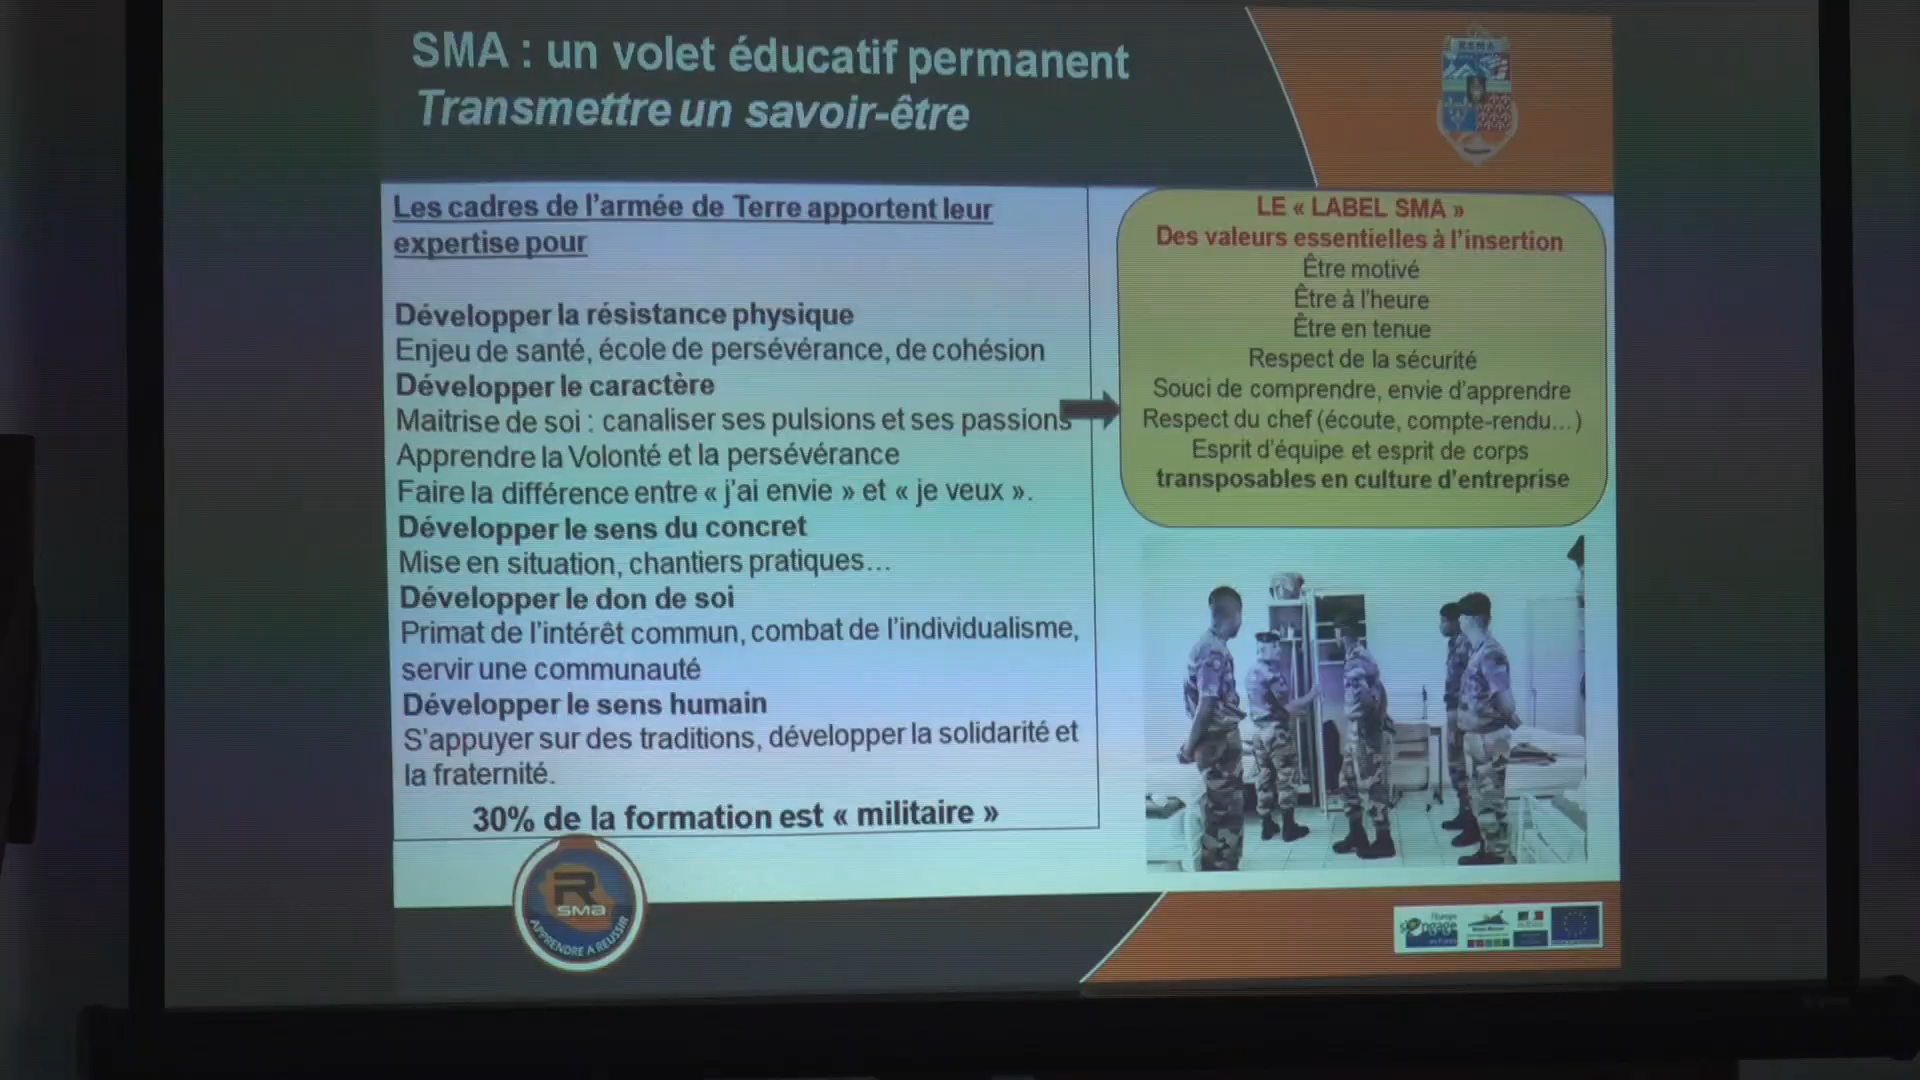 SMA : un volet éducatif permanent
Transmettre un savoir-être
RSMA
Les cadres de l'armée de Terre apportent leur
expertise pour
Développer la résistance physique
Enjeu de santé, école de persévérance, de cohésion
Développer le caractère
Maitrise de soi : canaliser ses pulsions et ses passions
Apprendre la Volonté et la persévérance
Faire la différence entre « j'ai envie » et « je veux ».
Développer le sens du concret
Mise en situation, chantiers pratiques…
Développer le don de soi
Primat de l'intérêt commun, combat de l'individualisme,
servir une communauté
Développer le sens humain
S'appuyer sur des traditions, développer la solidarité et
la fraternité.
30% de la formation est « militaire »
LE « LABEL SMA »
Des valeurs essentielles à l'insertion
Être motivé
Être à l'heure
Être en tenue
Respect de la sécurité
Souci de comprendre, envie d'apprendre
Respect du chef (écoute, compte-rendu…)
Esprit d'équipe et esprit de corps
transposables en culture d'entreprise
R
SMA
APPRENDRE A REUSSIR
l'Europe
s'engage